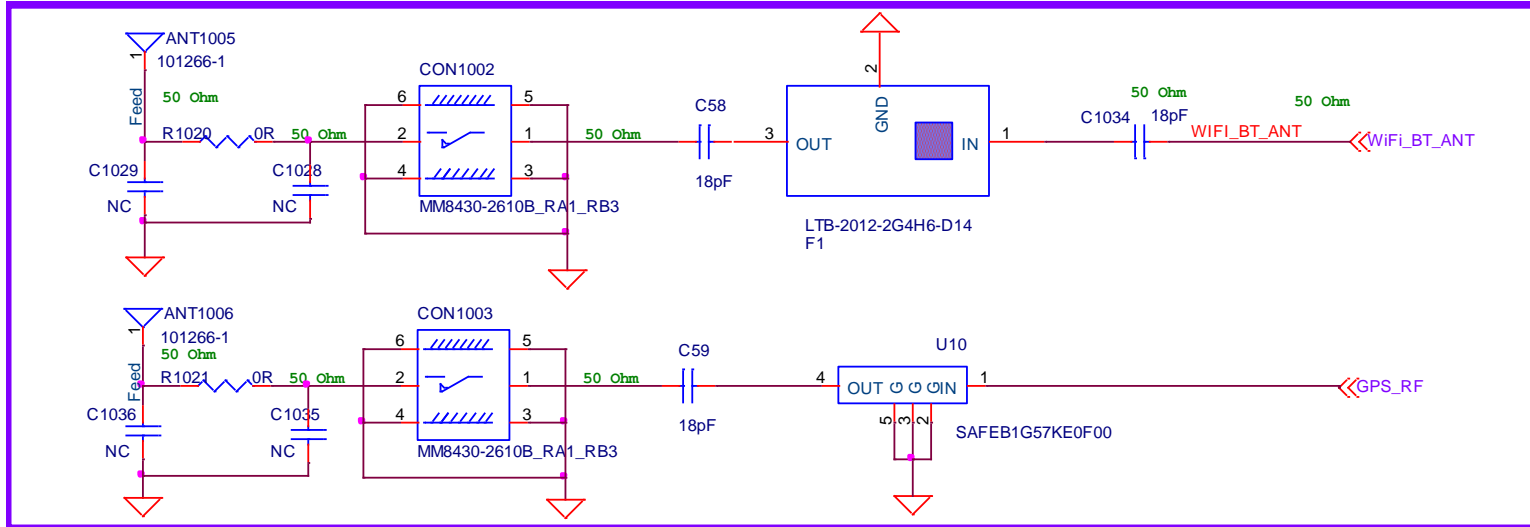 ANT1005
101266-1
1
Feed
50 Ohm
R1020
0R
50 Ohm
C1029
NC
C1028
NC
CON1002
6
5
2
1
4
3
MM8430-2610B_RA1_RB3
50 Ohm
C58
18pF
2
GND
3
OUT
IN
1
LTB-2012-2G4H6-D14
F1
50 Ohm
C1034
18pF
50 Ohm
WIFI_BT_ANT
WiFi_BT_ANT
ANT1006
101266-1
1
Feed
50 Ohm
R1021
0R
50 Ohm
C1036
NC
C1035
NC
CON1003
6
5
2
1
4
3
MM8430-2610B_RA1_RB3
50 Ohm
C59
18pF
U10
4
OUT
G
G
G
IN
1
5
3
2
SAFEB1G57KE0F00
GPS_RF